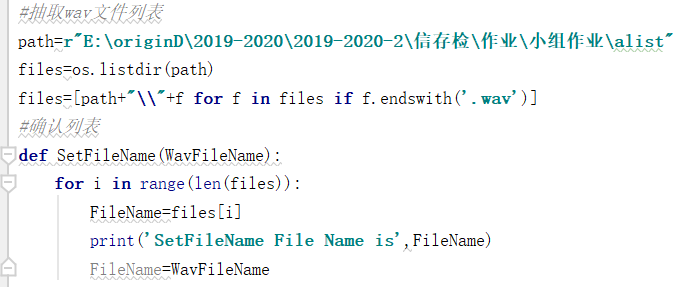 #抽取wav文件列表
path=r"E:\originD\2019-2020\2019-2020-2\信存检\作业\小组作业\alist"
files=os.listdir(path)
files=[path+"\\"+f for f in files if f.endswith('.wav')]
#确认列表
def SetFileName(WavFileName):
    for i in range(len(files)):
        FileName=files[i]
        print('SetFileName File Name is',FileName)
        FileName=WavFileName